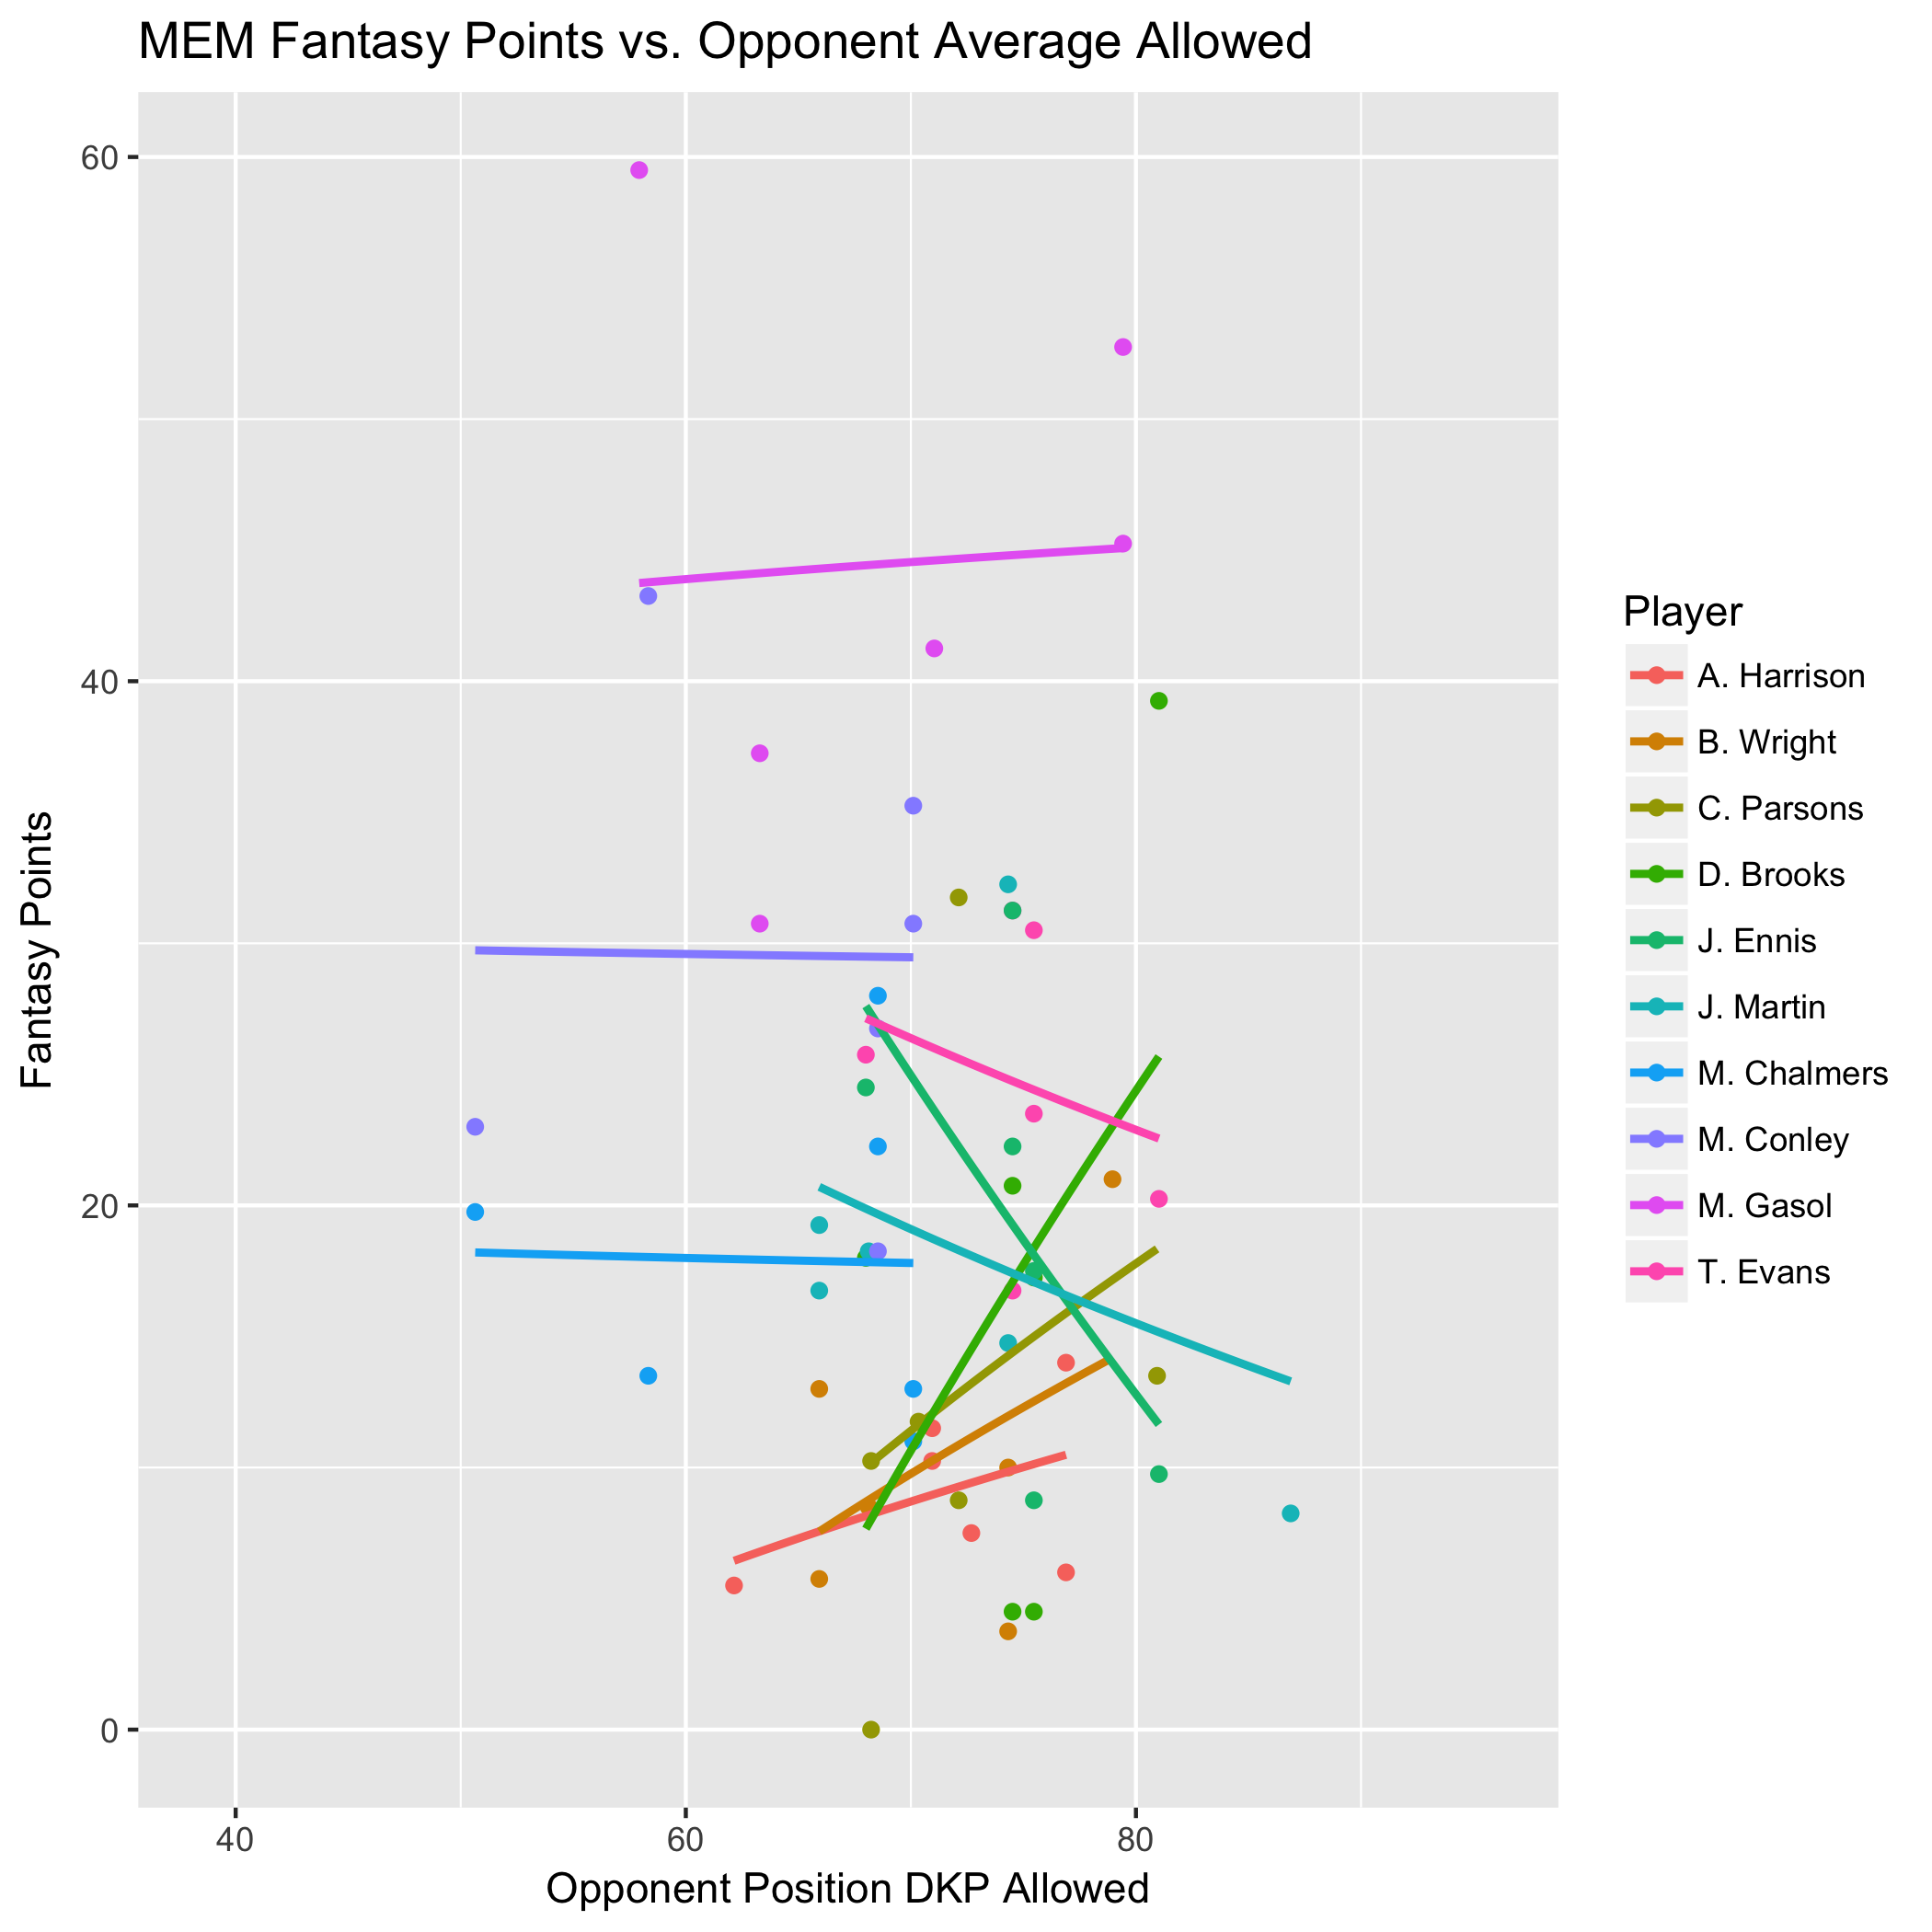 MEM Fantasy Points vs. Opponent Average Allowed
60
40
20
0
Fantasy Points
40
60
80
Opponent Position DKP Allowed
Player
A. Harrison
B. Wright
C. Parsons
D. Brooks
J. Ennis
J. Martin
M. Chalmers
M. Conley
M. Gasol
T. Evans